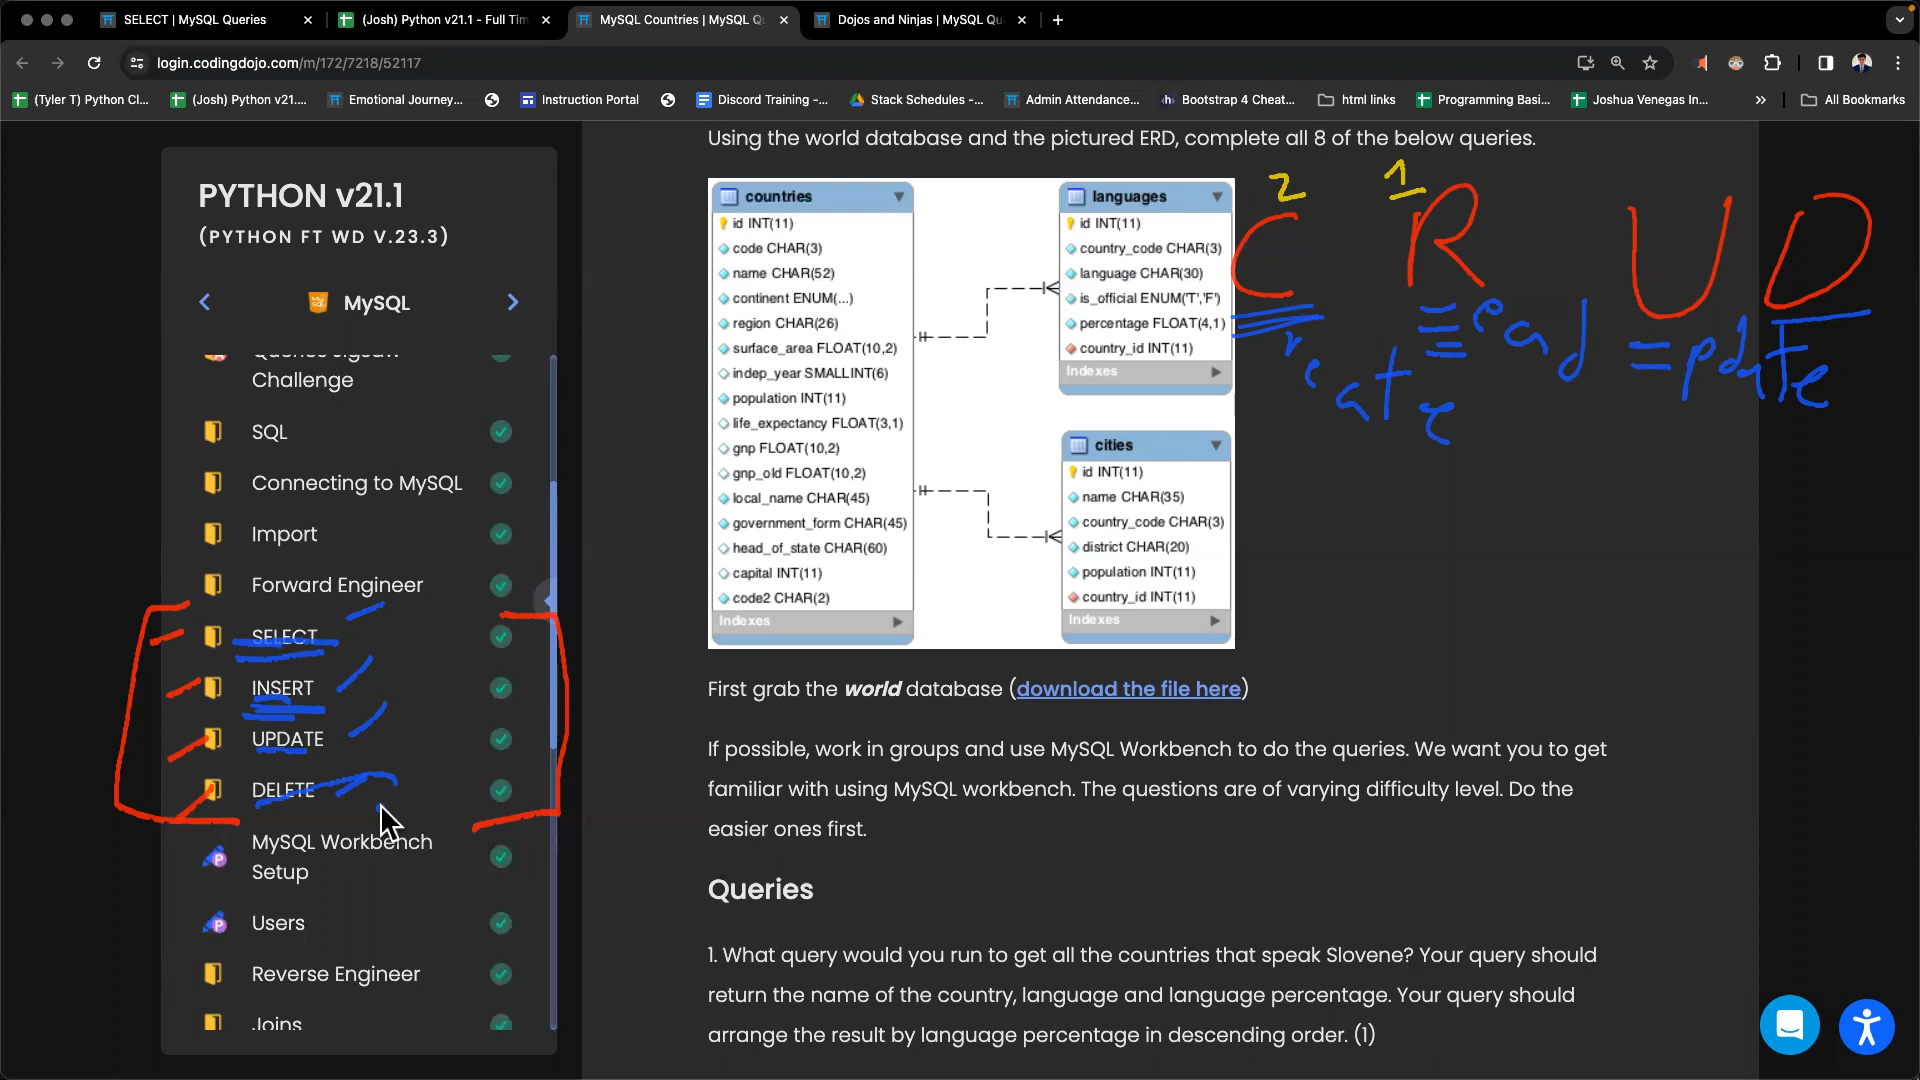 SELECT | MySQL Queries
(Josh) Python v21.1 - Full Tim
MySQL Countries | MySQL Qu
Dojos and Ninjas | MySQL Qu
login.codingdojo.com/m/172/7218/52117
(Tyler T) Python Cl...
(Josh) Python v21....
Emotional Journey...
Instruction Portal
Discord Training -...
Stack Schedules -...
Admin Attendance...
Bootstrap 4 Cheat...
html links
Programming Basi...
Joshua Venegas In...
All Bookmarks
PYTHON v21.1
(PYTHON FT WD V.23.3)
MySQL
Queries Jigsaw
Challenge
SQL
Connecting to MySQL
Import
Forward Engineer
SELECT
INSERT
UPDATE
DELETE
MySQL Workbench
Setup
Users
Reverse Engineer
Joins
Using the world database and the pictured ERD, complete all 8 of the below queries.
countries
id INT(11)
code CHAR(3)
name CHAR(52)
continent ENUM(...)
region CHAR(26)
surface_area FLOAT(10,2)
indep_year SMALLINT(6)
population INT(11)
life_expectancy FLOAT(3,1)
gnp FLOAT(10,2)
gnp_old FLOAT(10,2)
local_name CHAR(45)
government_form CHAR(45)
head_of_state CHAR(60)
capital INT(11)
code2 CHAR(2)
Indexes
languages
id INT(11)
country_code CHAR(3)
language CHAR(30)
is_official ENUM('T','F')
percentage FLOAT(4,1)
country_id INT(11)
Indexes
cities
id INT(11)
name CHAR(35)
country_code CHAR(3)
district CHAR(20)
population INT(11)
country_id INT(11)
Indexes
2 1
C R U D
reate ead pdate
First grab the world database (download the file here)
If possible, work in groups and use MySQL Workbench to do the queries. We want you to get
familiar with using MySQL workbench. The questions are of varying difficulty level. Do the
easier ones first.
Queries
1. What query would you run to get all the countries that speak Slovene? Your query should
return the name of the country, language and language percentage. Your query should
arrange the result by language percentage in descending order. (1)